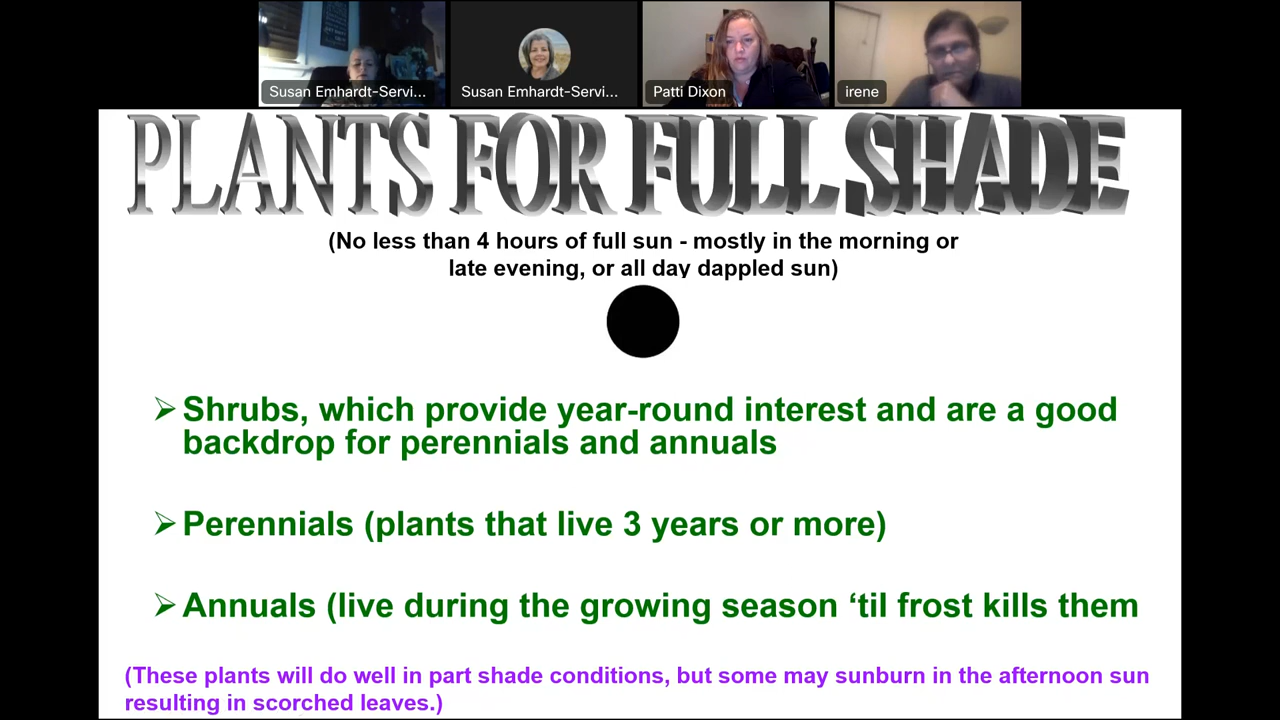 Susan Emhardt-Servi...
Susan Emhardt-Servi...
Patti Dixon
irene
PLANTS FOR FULL SHADE
(No less than 4 hours of full sun - mostly in the morning or
late evening, or all day dappled sun)
➢ Shrubs, which provide year-round interest and are a good
backdrop for perennials and annuals
➢ Perennials (plants that live 3 years or more)
➢ Annuals (live during the growing season ‘til frost kills them
(These plants will do well in part shade conditions, but some may sunburn in the afternoon sun
resulting in scorched leaves.)